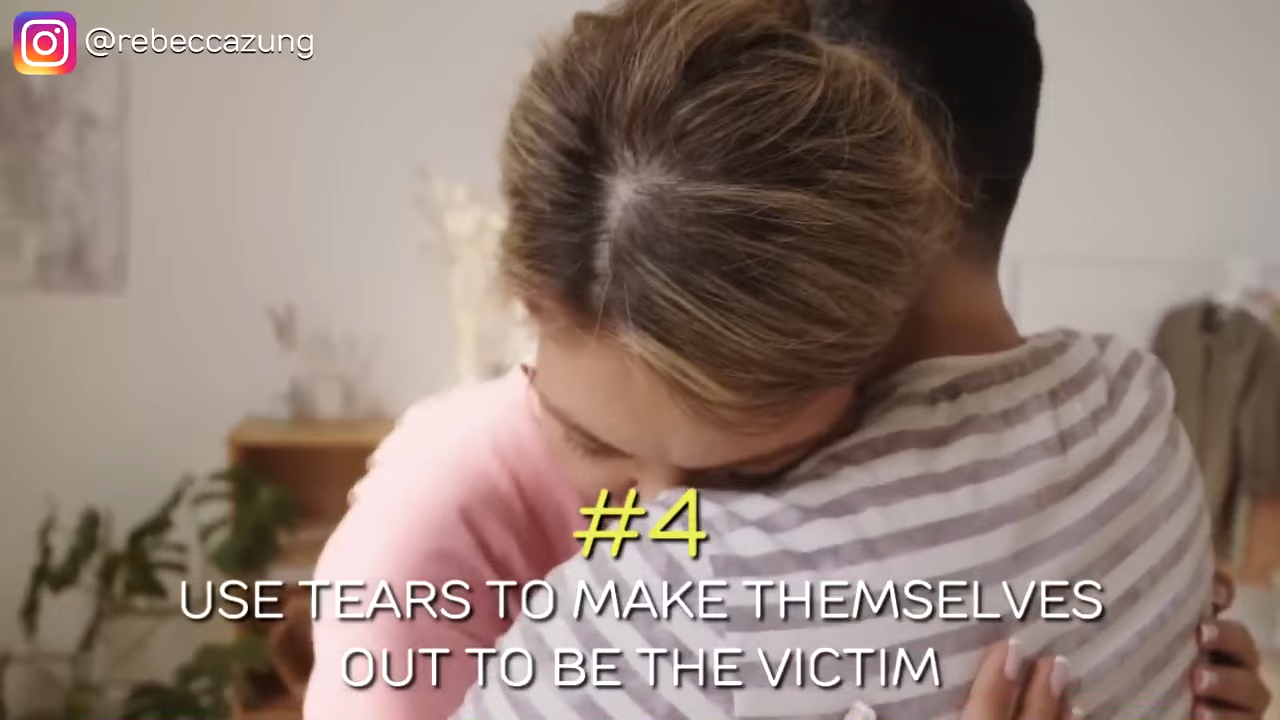 @rebeccazung
#4
USE TEARS TO MAKE THEMSELVES
OUT TO BE THE VICTIM